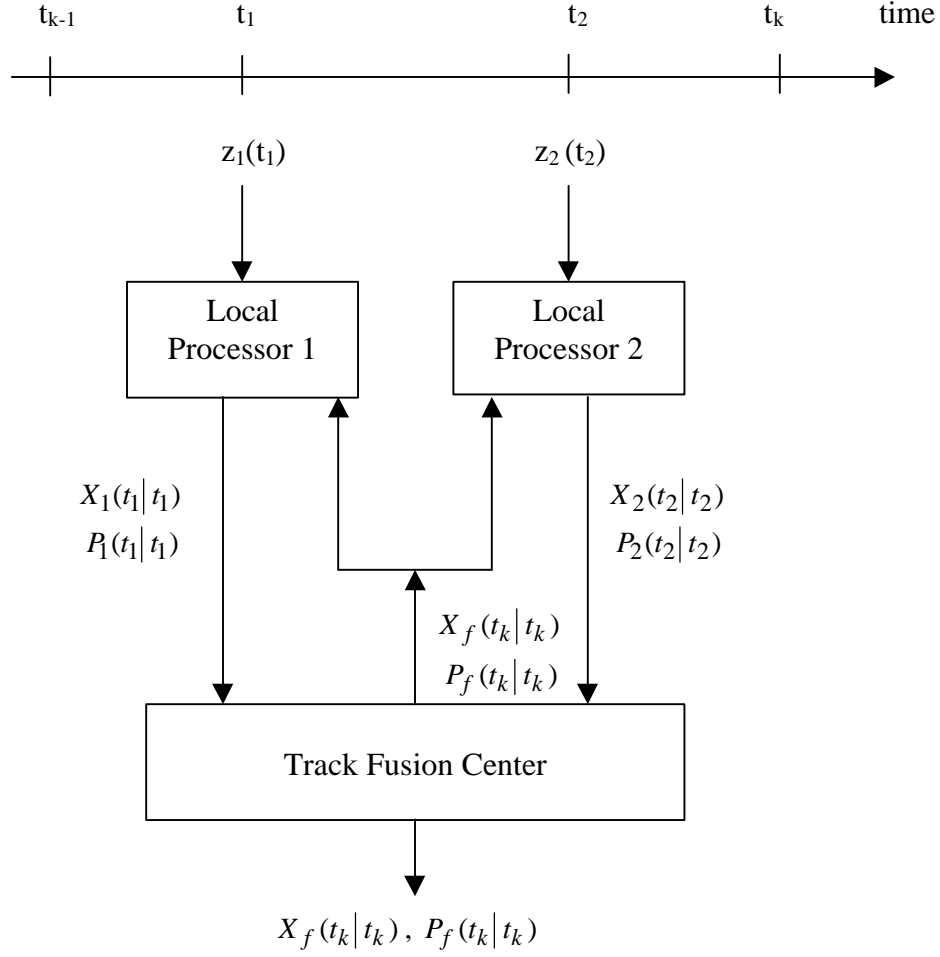 t_{k-1} t_1 t_2 t_k time
z_1(t_1) z_2(t_2)
Local Processor 1
Local Processor 2
X_1(t_1|t_1)
P_1(t_1|t_1)
X_2(t_2|t_2)
P_2(t_2|t_2)
X_f(t_k|t_k)
P_f(t_k|t_k)
Track Fusion Center
X_f(t_k|t_k) , P_f(t_k|t_k)